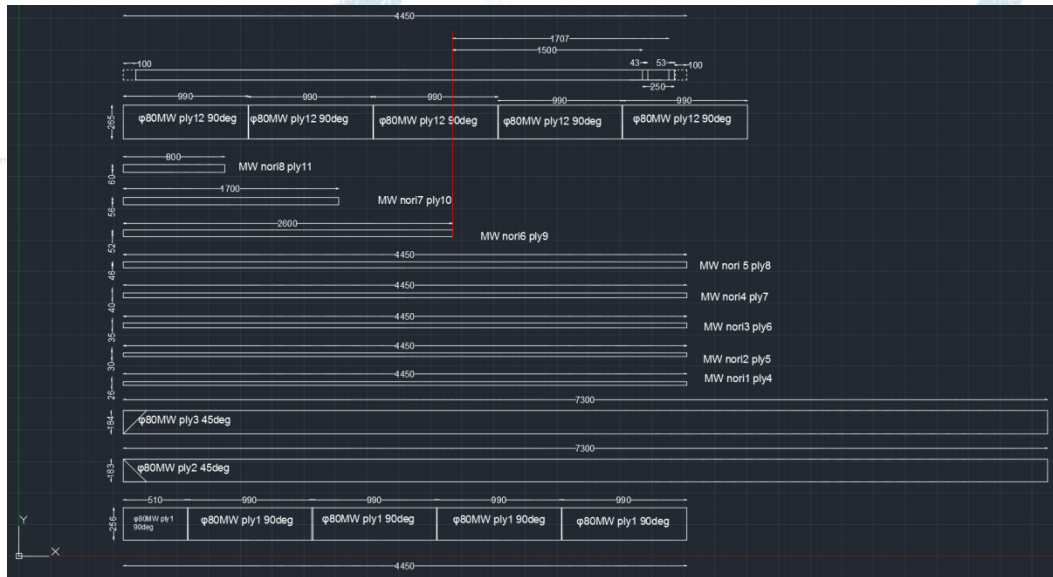 4450
1707
1500
100
43
53
100
250
990
990
990
990
990
265
φ80MW ply12 90deg
φ80MW ply12 90deg
φ80MW ply12 90deg
φ80MW ply12 90deg
φ80MW ply12 90deg
800
60
MW nori8 ply11
1700
56
MW nori7 ply10
2600
52
MW nori6 ply9
4450
46
MW nori 5 ply8
4450
40
MW nori4 ply7
4450
35
MW nori3 ply6
4450
30
MW nori2 ply5
4450
26
MW nori1 ply4
7300
184
φ80MW ply3 45deg
7300
183
φ80MW ply2 45deg
510
990
990
990
990
256
φ80MW ply1
90deg
φ80MW ply1 90deg
φ80MW ply1 90deg
φ80MW ply1 90deg
φ80MW ply1 90deg
Y
X
4450